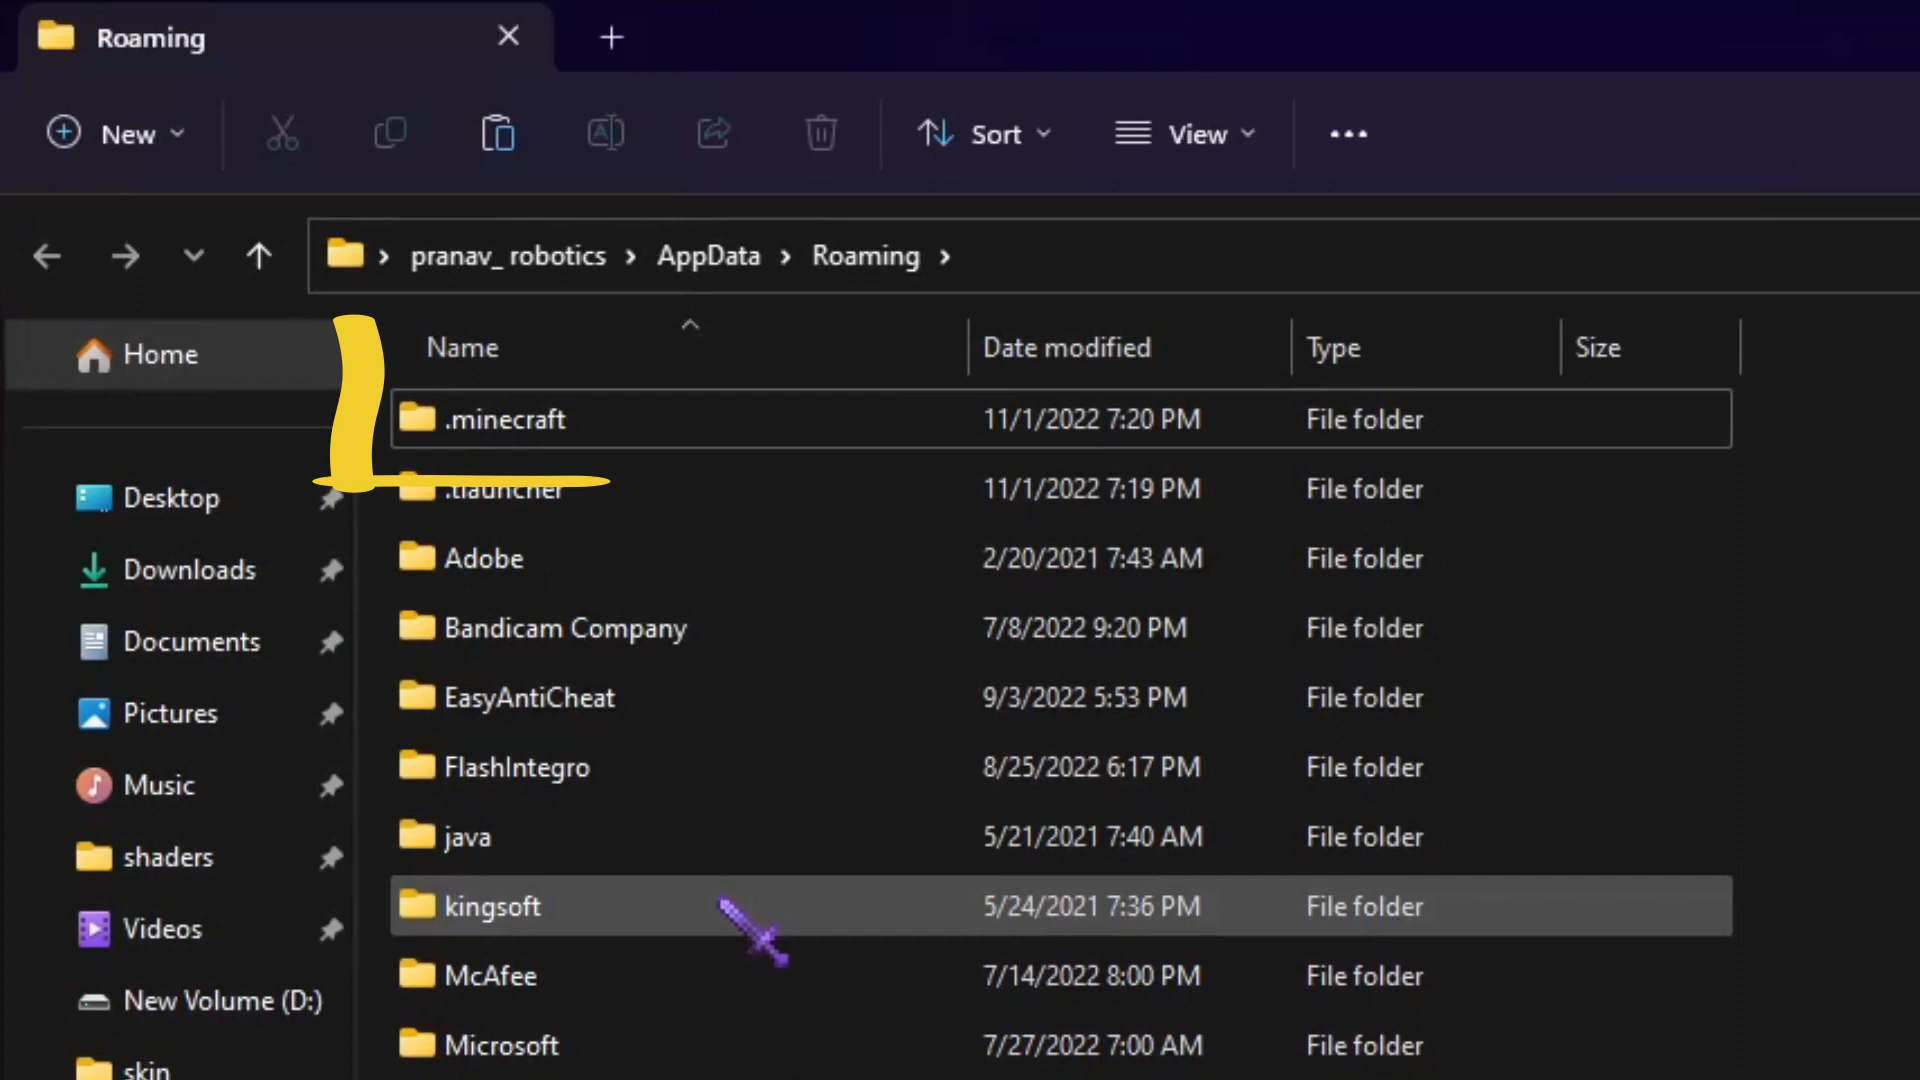 Roaming
New
Sort
View
pranav_ robotics > AppData > Roaming >
Home
Name
Date modified
Type
Size
.minecraft 11/1/2022 7:20 PM File folder
.tlauncher 11/1/2022 7:19 PM File folder
Adobe 2/20/2021 7:43 AM File folder
Bandicam Company 7/8/2022 9:20 PM File folder
EasyAntiCheat 9/3/2022 5:53 PM File folder
FlashIntegro 8/25/2022 6:17 PM File folder
java 5/21/2021 7:40 AM File folder
kingsoft 5/24/2021 7:36 PM File folder
McAfee 7/14/2022 8:00 PM File folder
Microsoft 7/27/2022 7:00 AM File folder
Desktop
Downloads
Documents
Pictures
Music
shaders
Videos
New Volume (D:)
skin